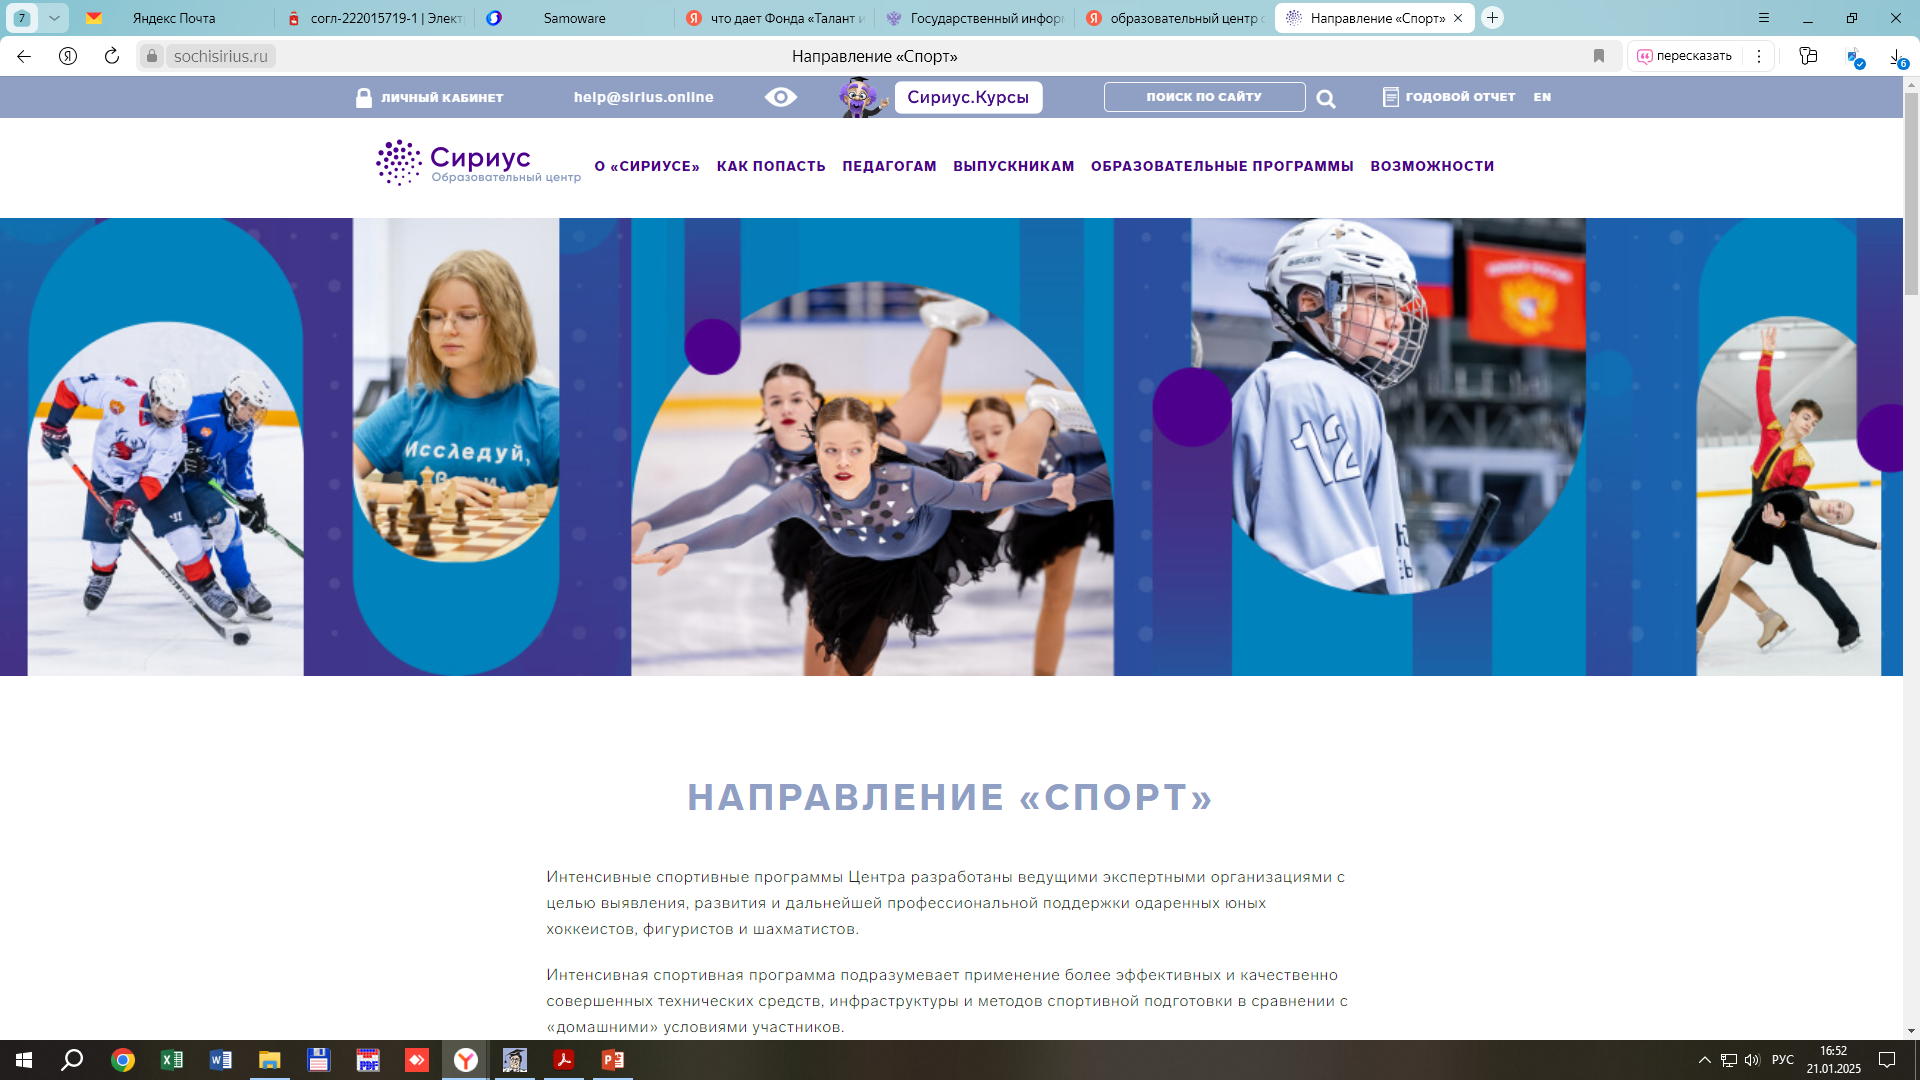 7
Яндекс Почта
согл-222015719-1 | Элект
Samoware
что дает Фонда «Талант и
Государственный инфор
образовательный центр с
Направление «Спорт»
sochisirius.ru
Направление «Спорт»
пересказать
6
ЛИЧНЫЙ КАБИНЕТ
help@sirius.online
Сириус.Курсы
ПОИСК ПО САЙТУ
ГОДОВОЙ ОТЧЕТ
EN
Сириус
Образовательный центр
О «СИРИУСЕ»
КАК ПОПАСТЬ
ПЕДАГОГАМ
ВЫПУСКНИКАМ
ОБРАЗОВАТЕЛЬНЫЕ ПРОГРАММЫ
ВОЗМОЖНОСТИ
Исследуй,
12
НАПРАВЛЕНИЕ «СПОРТ»
Интенсивные спортивные программы Центра разработаны ведущими экспертными организациями с
целью выявления, развития и дальнейшей профессиональной поддержки одаренных юных
хоккеистов, фигуристов и шахматистов.
Интенсивная спортивная программа подразумевает применение более эффективных и качественно
совершенных технических средств, инфраструктуры и методов спортивной подготовки в сравнении с
«домашними» условиями участников.
РУС
16:52
21.01.2025